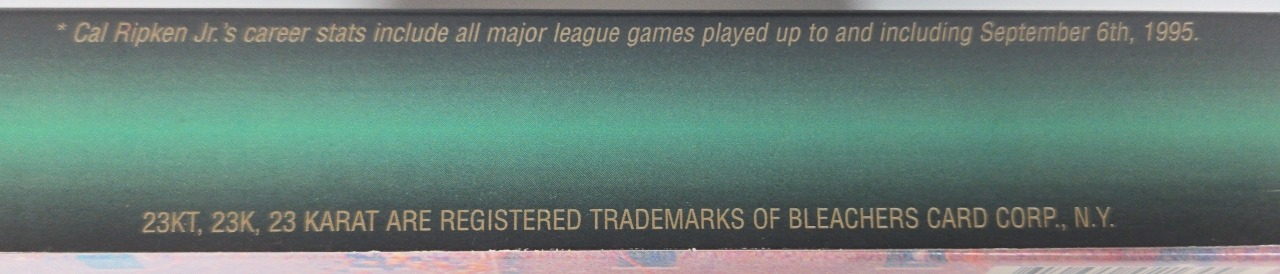 * Cal Ripken Jr.'s career stats include all major league games played up to and including September 6th, 1995.
23KT, 23K, 23 KARAT ARE REGISTERED TRADEMARKS OF BLEACHERS CARD CORP., N.Y.